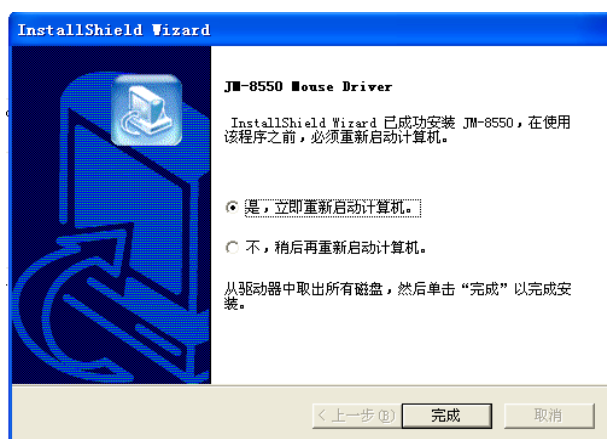 InstallShield Wizard
JM-8550 Mouse Driver
InstallShield Wizard 已成功安装 JM-8550，在使用
该程序之前，必须重新启动计算机。
是，立即重新启动计算机。
不，稍后再重新启动计算机。
从驱动器中取出所有磁盘，然后单击“完成”以完成安
装。
< 上一步(B)
完成
取消